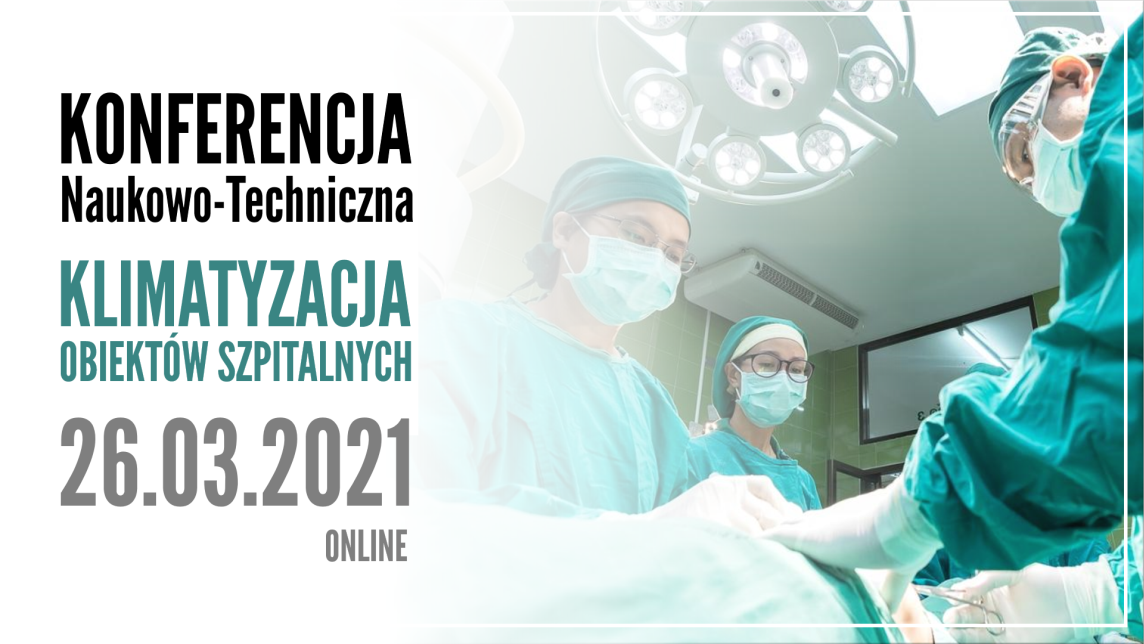 KONFERENCJA
Naukowo-Techniczna
KLIMATYZACJA
OBIEKTÓW SZPITALNYCH
26.03.2021
ONLINE